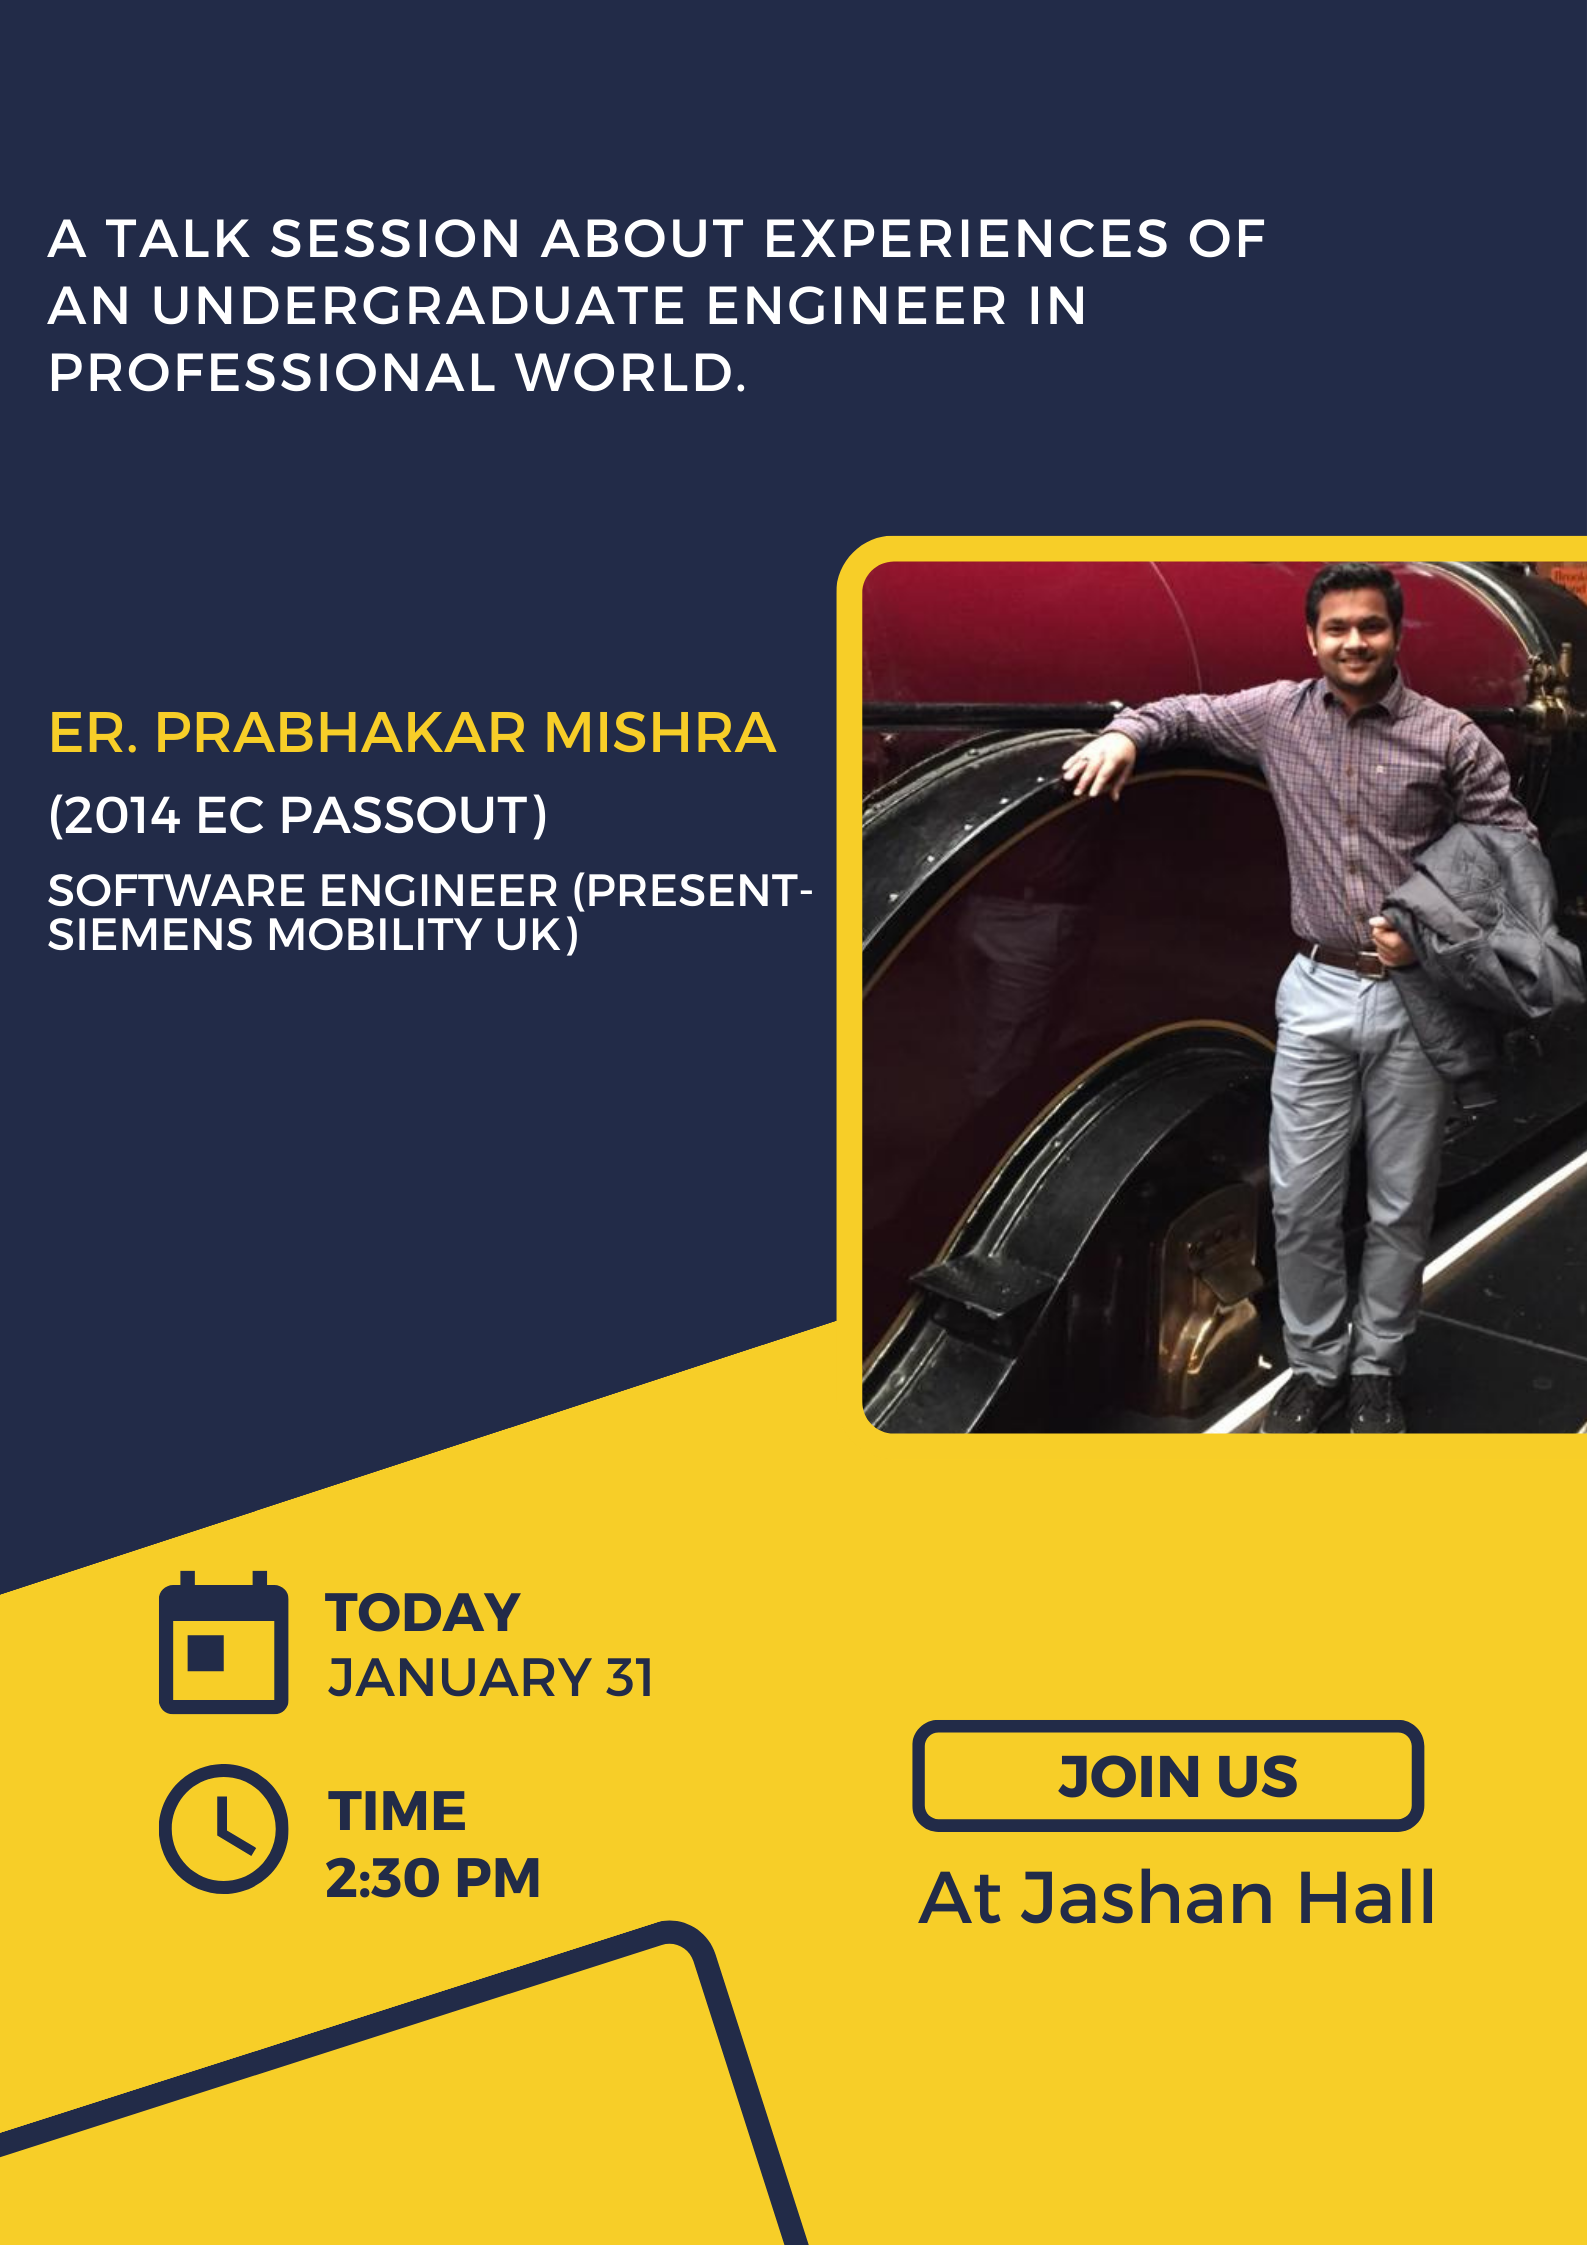 A TALK SESSION ABOUT EXPERIENCES OF
AN UNDERGRADUATE ENGINEER IN
PROFESSIONAL WORLD.
ER. PRABHAKAR MISHRA
(2014 EC PASSOUT)
SOFTWARE ENGINEER (PRESENT-
SIEMENS MOBILITY UK)
TODAY
JANUARY 31
TIME
2:30 PM
JOIN US
At Jashan Hall